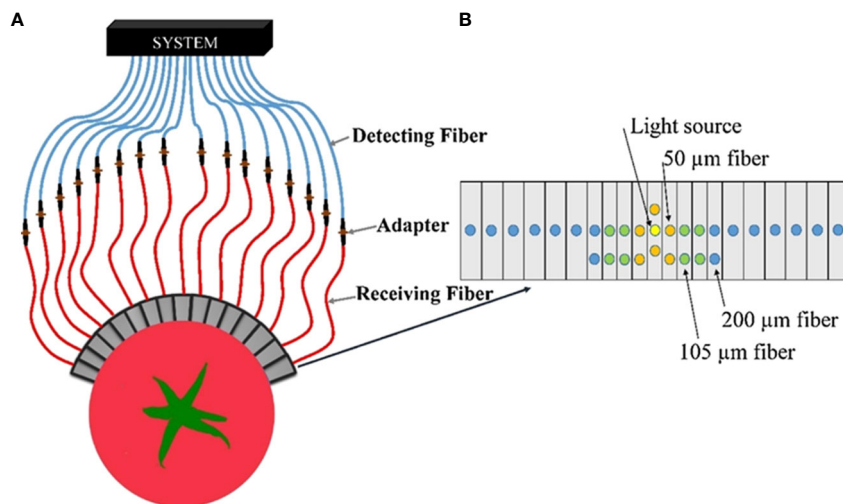 A
SYSTEM
Detecting Fiber
Adapter
Receiving Fiber
B
Light source
50 µm fiber
200 µm fiber
105 µm fiber